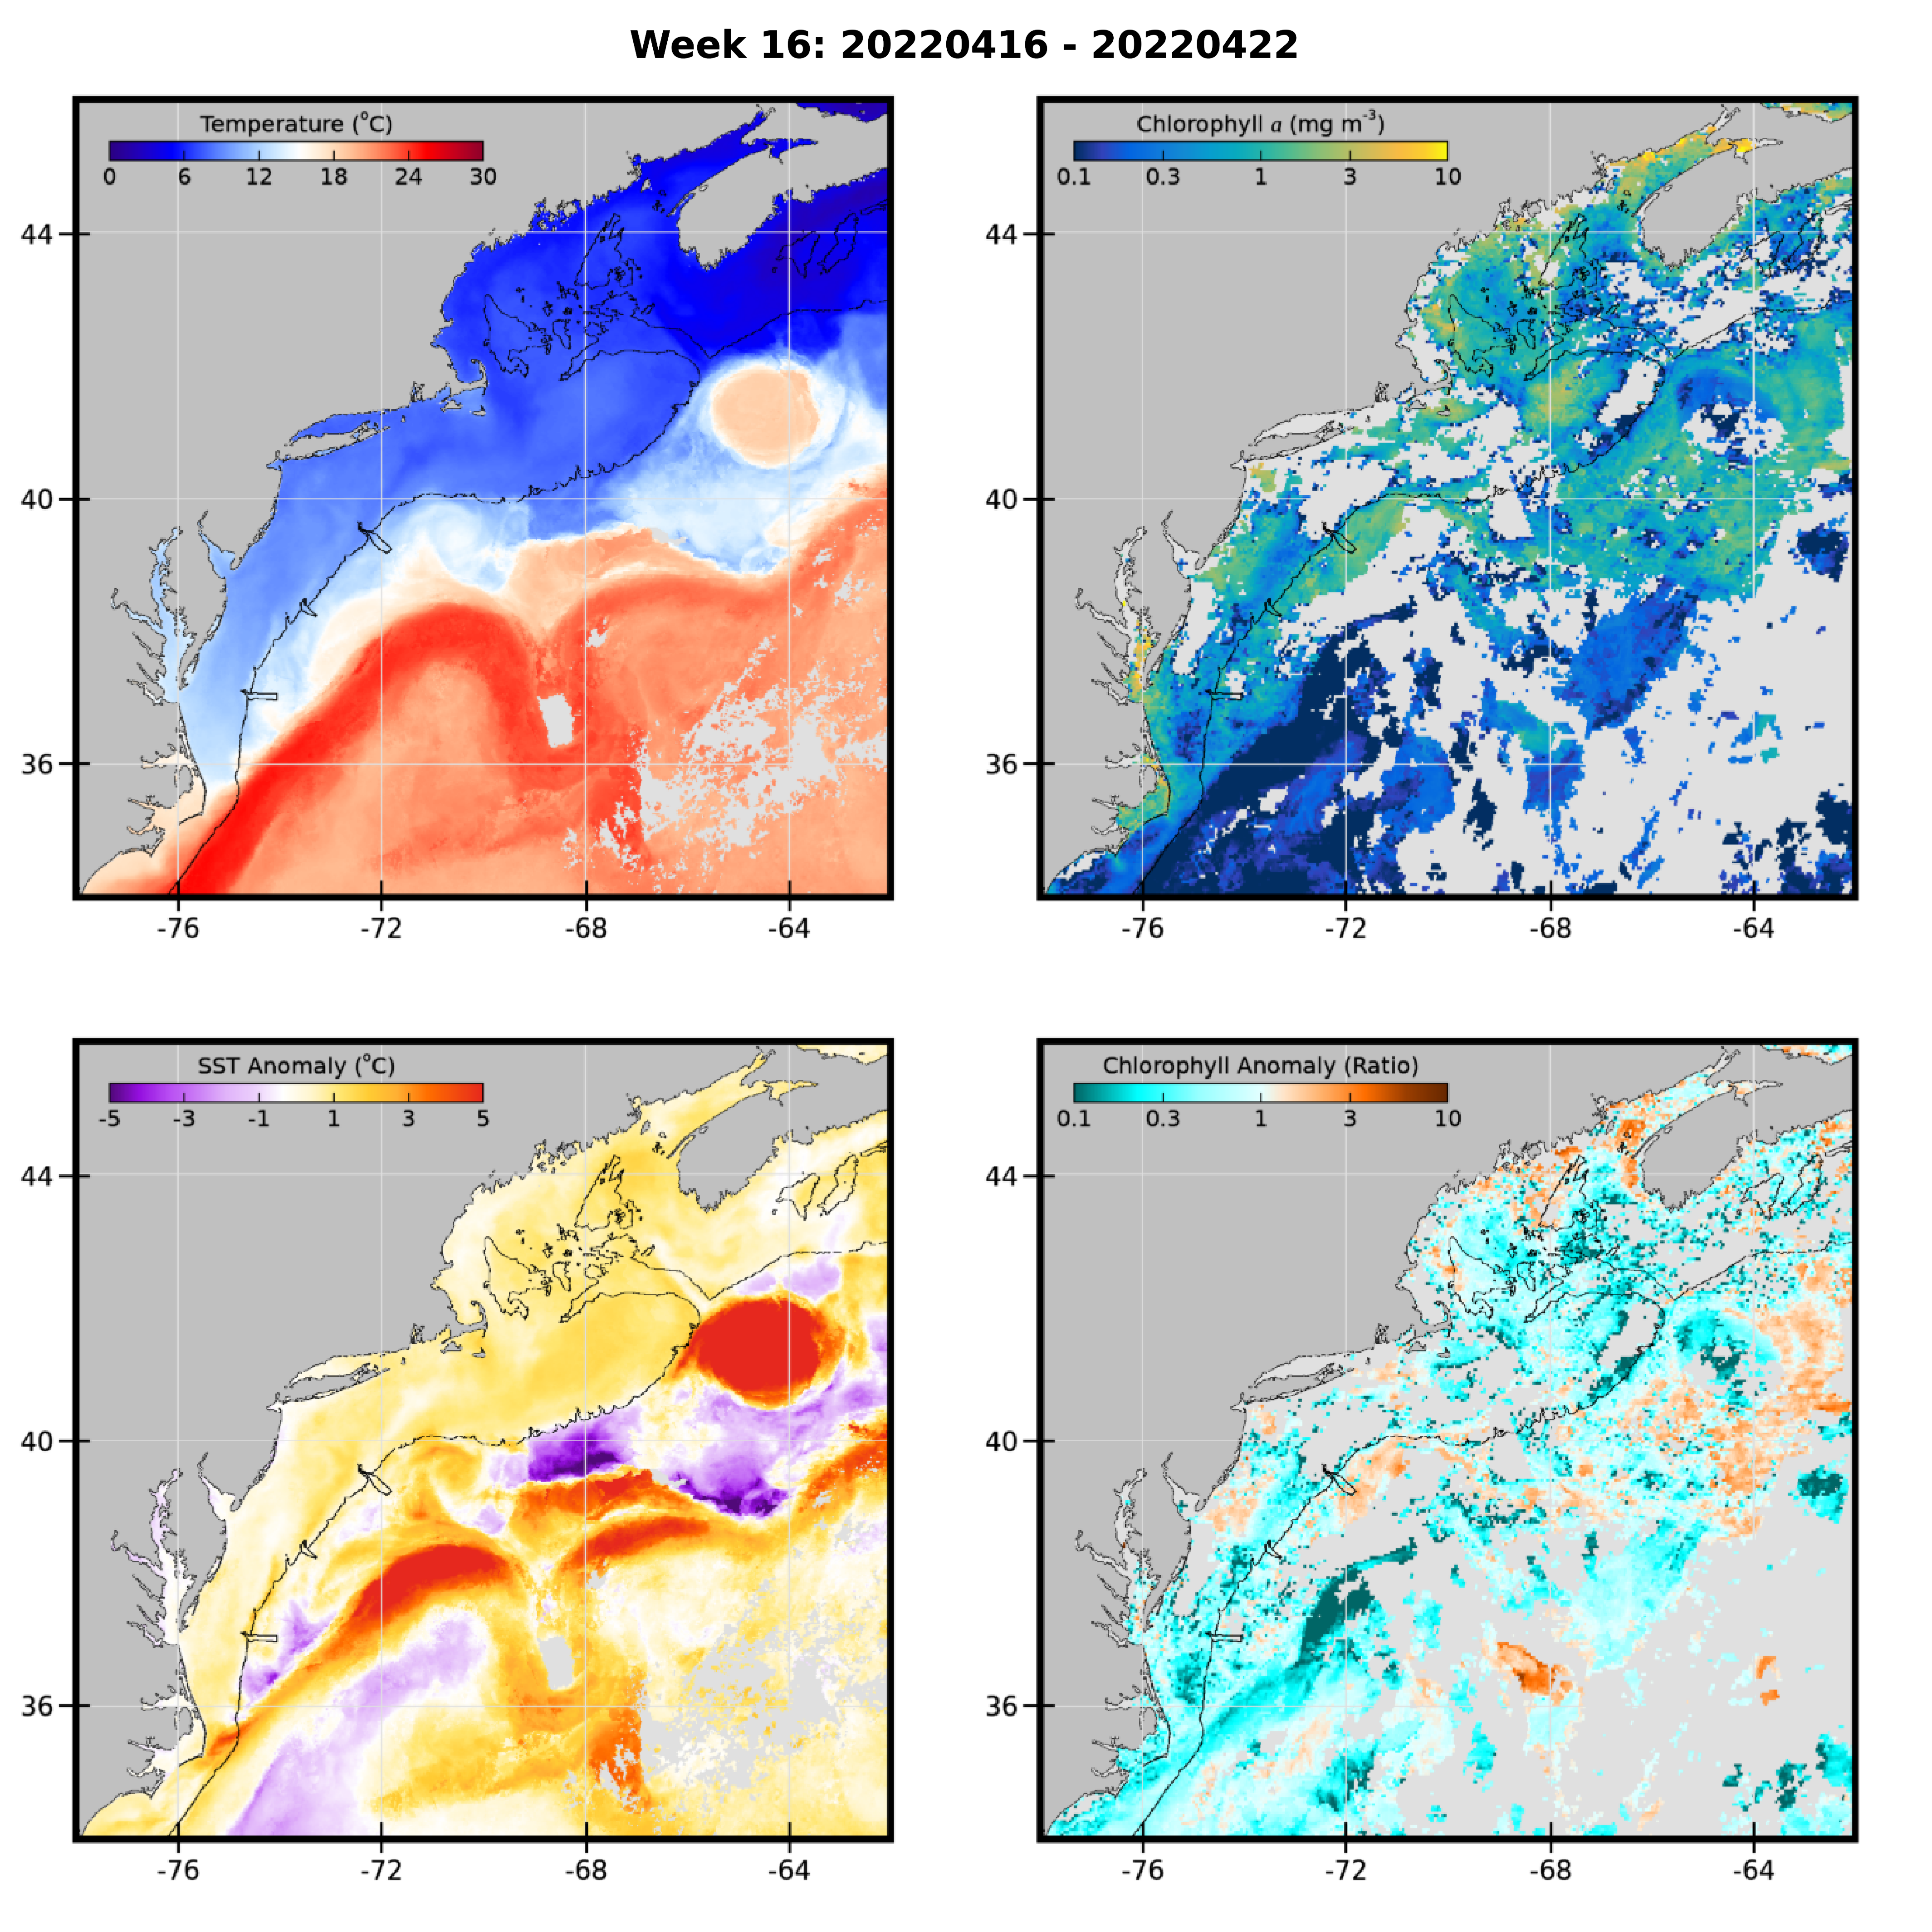 Week 16: 20220416 - 20220422
Temperature (°C)
0 6 12 18 24 30
44
40
36
-76 -72 -68 -64
Chlorophyll a (mg m⁻³)
0.1 0.3 1 3 10
44
40
36
-76 -72 -68 -64
SST Anomaly (°C)
-5 -3 -1 1 3 5
44
40
36
-76 -72 -68 -64
Chlorophyll Anomaly (Ratio)
0.1 0.3 1 3 10
44
40
36
-76 -72 -68 -64